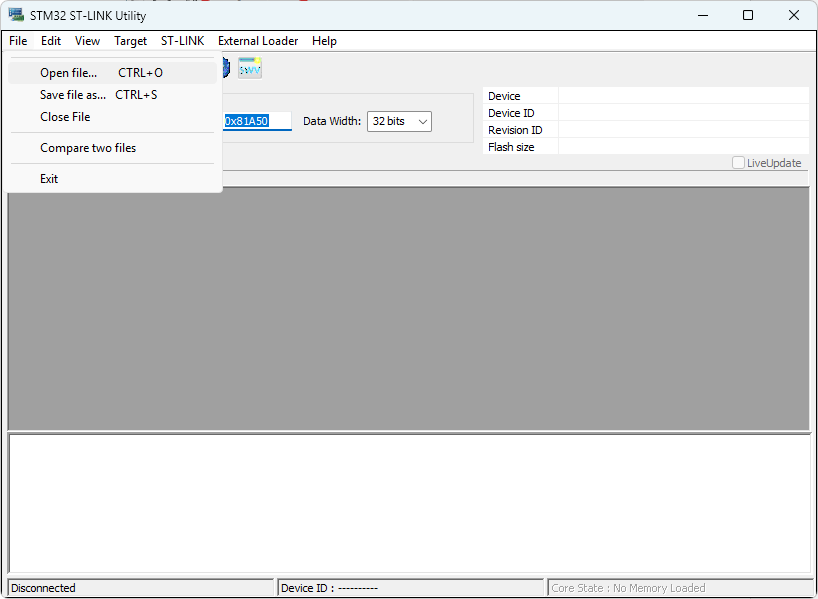 STM32 ST-LINK Utility
File Edit View Target ST-LINK External Loader Help
Open file... CTRL+O
Save file as... CTRL+S
Close File
Compare two files
Exit
0x81A50 Data Width: 32 bits
Device
Device ID
Revision ID
Flash size
LiveUpdate
Disconnected Device ID : ---------- Core State : No Memory Loaded